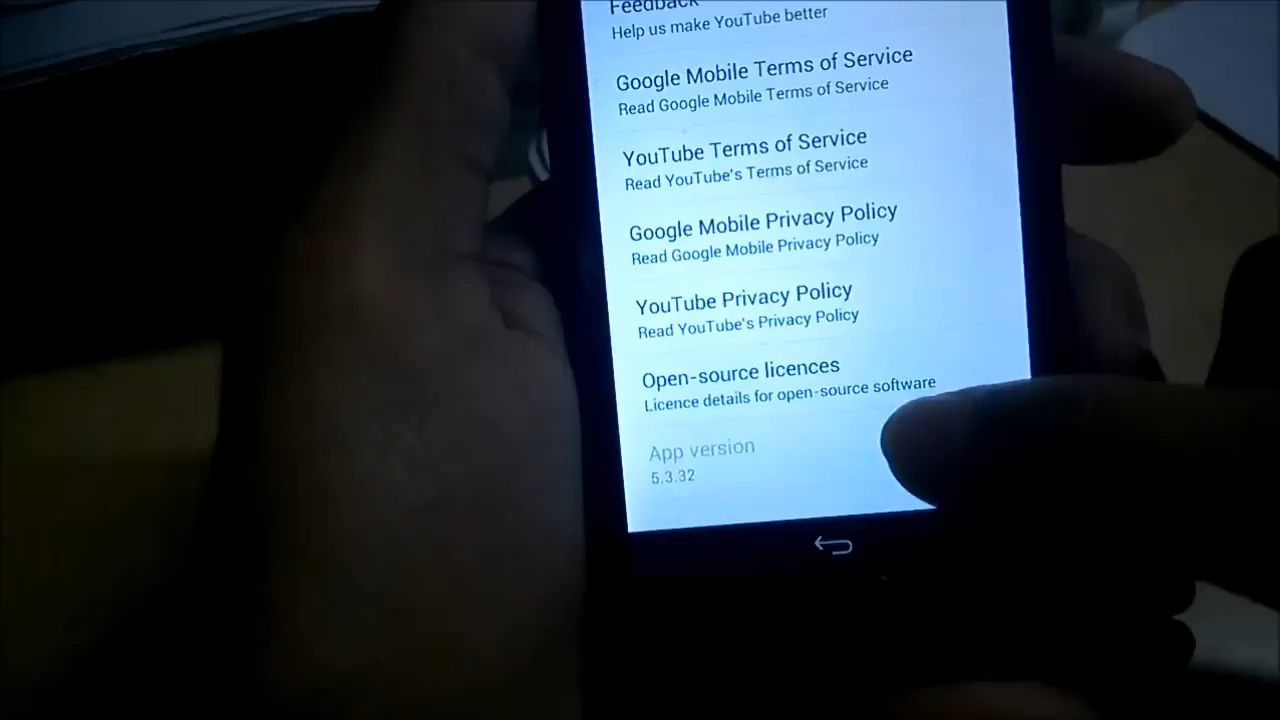 Feedback
Help us make YouTube better
Google Mobile Terms of Service
Read Google Mobile Terms of Service
YouTube Terms of Service
Read YouTube's Terms of Service
Google Mobile Privacy Policy
Read Google Mobile Privacy Policy
YouTube Privacy Policy
Read YouTube's Privacy Policy
Open-source licences
Licence details for open-source software
App version
5.3.32